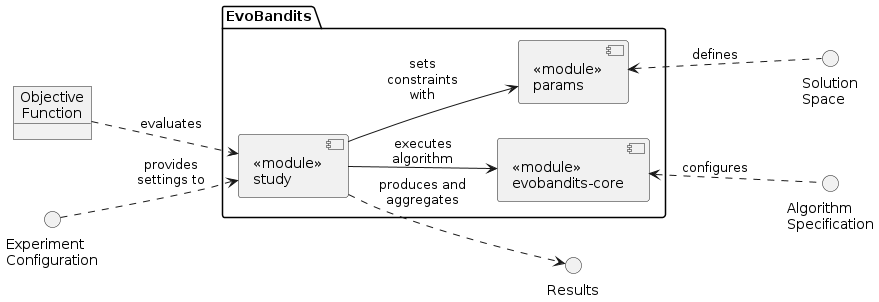 EvoBandits
Objective
Function
evaluates
provides
settings to
Experiment
Configuration
«module»
study
sets
constraints
with
executes
algorithm
produces and
aggregates
«module»
params
«module»
evobandits-core
defines
Solution
Space
configures
Algorithm
Specification
Results